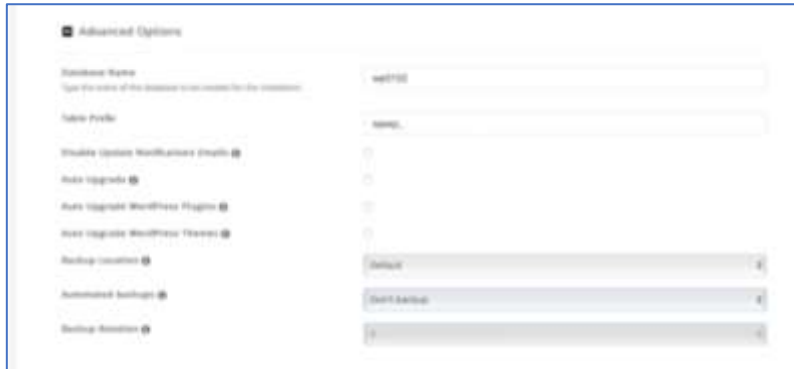 Advanced Options
Database Name
Type the name of the database to be created for the installation
Table Prefix
Disable Update Notifications Emails
Auto Upgrade
Auto Upgrade WordPress Plugins
Auto Upgrade WordPress Themes
Backup Location
Default
Automated backups
Don't backup
Backup Rotation